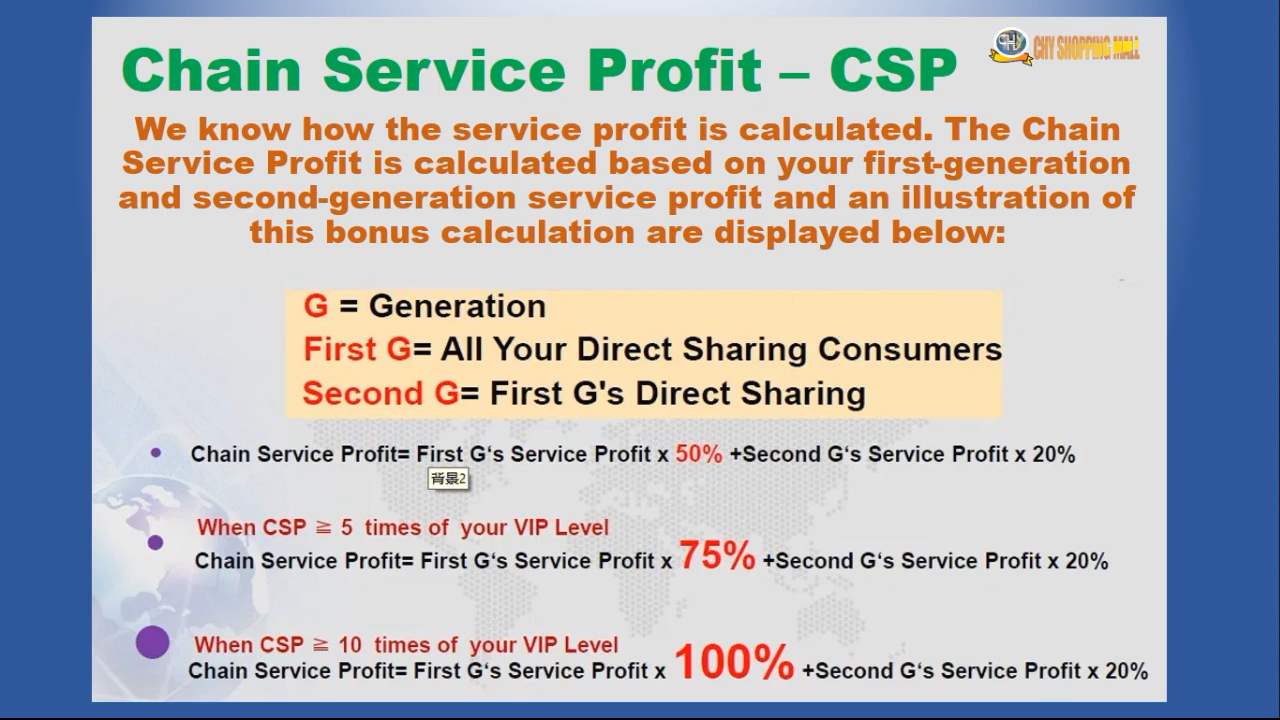 Chain Service Profit – CSP
CHY SHOPPING MALL
We know how the service profit is calculated. The Chain
Service Profit is calculated based on your first-generation
and second-generation service profit and an illustration of
this bonus calculation are displayed below:
G = Generation
First G= All Your Direct Sharing Consumers
Second G= First G's Direct Sharing
Chain Service Profit= First G‘s Service Profit x 50% +Second G‘s Service Profit x 20%
背景2
When CSP ≧ 5 times of your VIP Level
Chain Service Profit= First G‘s Service Profit x 75% +Second G‘s Service Profit x 20%
When CSP ≧ 10 times of your VIP Level
Chain Service Profit= First G‘s Service Profit x 100% +Second G‘s Service Profit x 20%